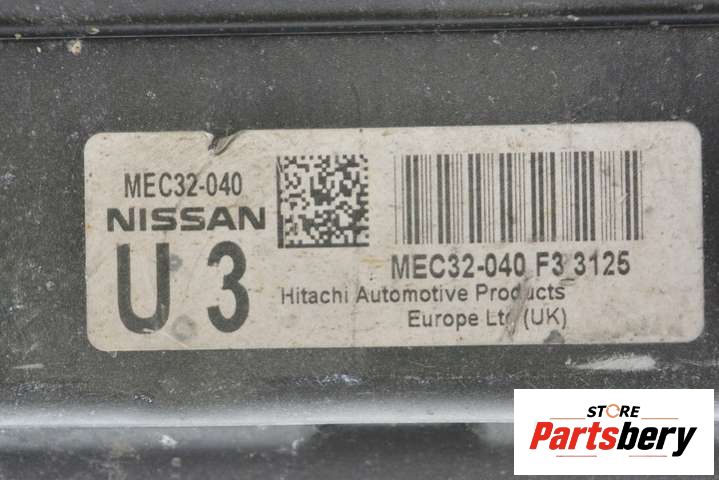 MEC32-040
NISSAN
U 3
MEC32-040 F3 3125
Hitachi Automotive Products
Europe Ltd (UK)
STORE
Partsbery